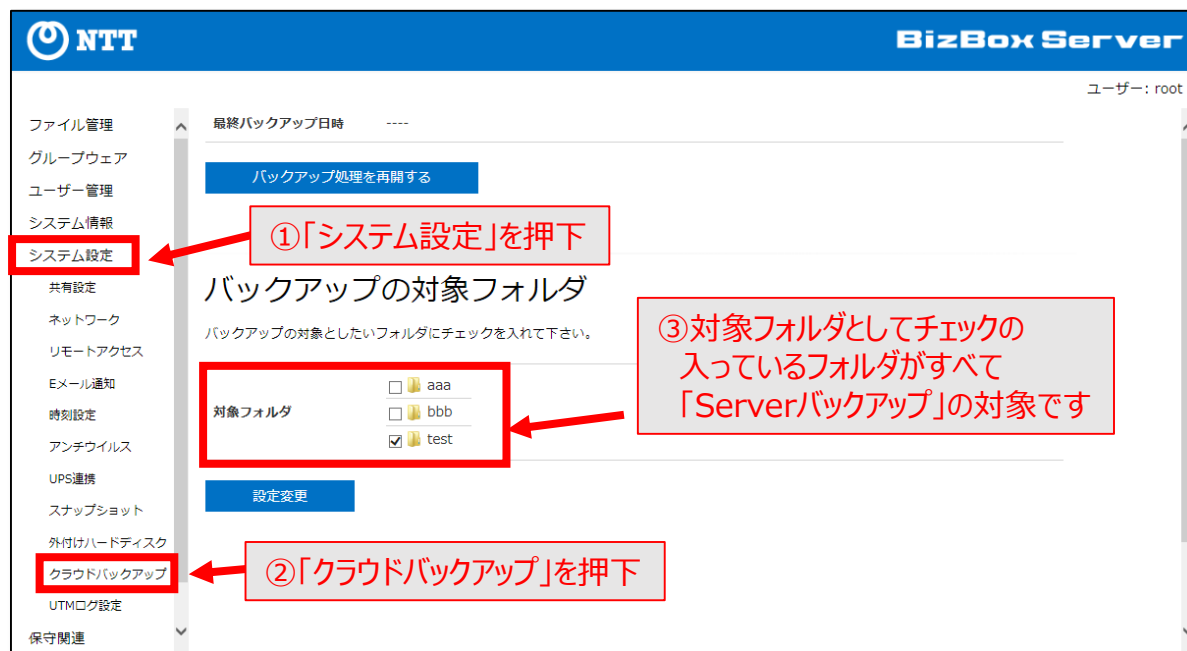 NTT
BizBox Server
ユーザー: root
ファイル管理
グループウェア
ユーザー管理
システム情報
システム設定
共有設定
ネットワーク
リモートアクセス
Eメール通知
時刻設定
アンチウイルス
UPS連携
スナップショット
外付けハードディスク
クラウドバックアップ
UTMログ設定
保守関連
最終バックアップ日時 ----
バックアップ処理を再開する
①「システム設定」を押下
バックアップの対象フォルダ
バックアップの対象としたいフォルダにチェックを入れて下さい。
対象フォルダ
aaa
bbb
test
③対象フォルダとしてチェックの
入っているフォルダがすべて
「Serverバックアップ」の対象です
設定変更
②「クラウドバックアップ」を押下